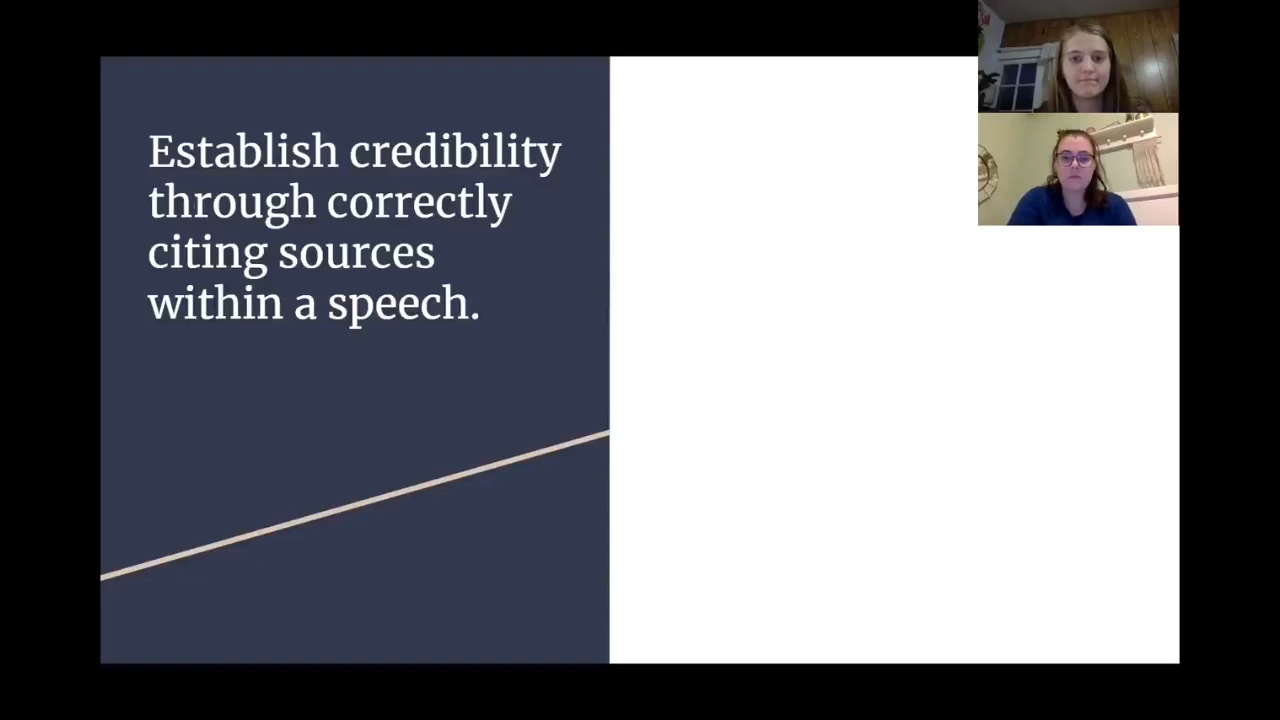 Establish credibility
through correctly
citing sources
within a speech.